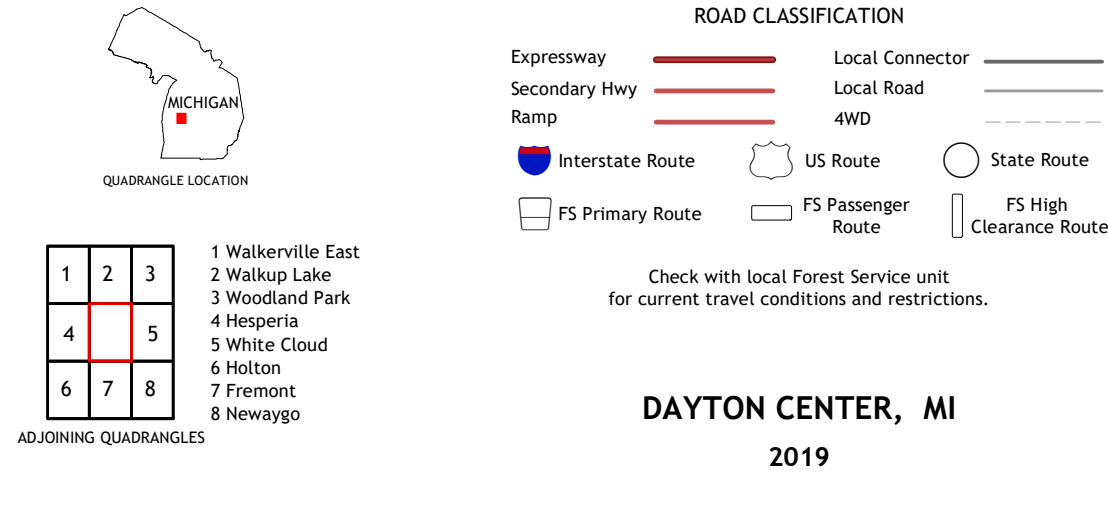 MICHIGAN
QUADRANGLE LOCATION
1 2 3
4 5
6 7 8
ADJOINING QUADRANGLES
1 Walkerville East
2 Walkup Lake
3 Woodland Park
4 Hesperia
5 White Cloud
6 Holton
7 Fremont
8 Newaygo
ROAD CLASSIFICATION
Expressway
Secondary Hwy
Ramp
Local Connector
Local Road
4WD
Interstate Route
US Route
State Route
FS Primary Route
FS Passenger
Route
FS High
Clearance Route
Check with local Forest Service unit
for current travel conditions and restrictions.
DAYTON CENTER, MI
2019